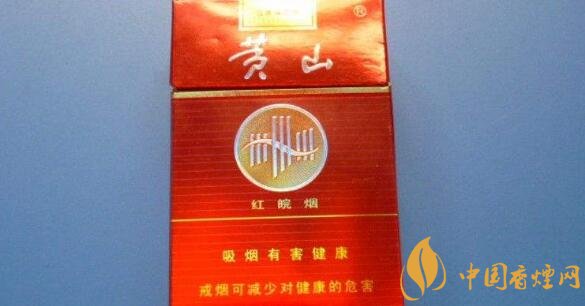 黄山
®
红皖烟
吸烟有害健康
戒烟可减少对健康的危害
中国香烟网